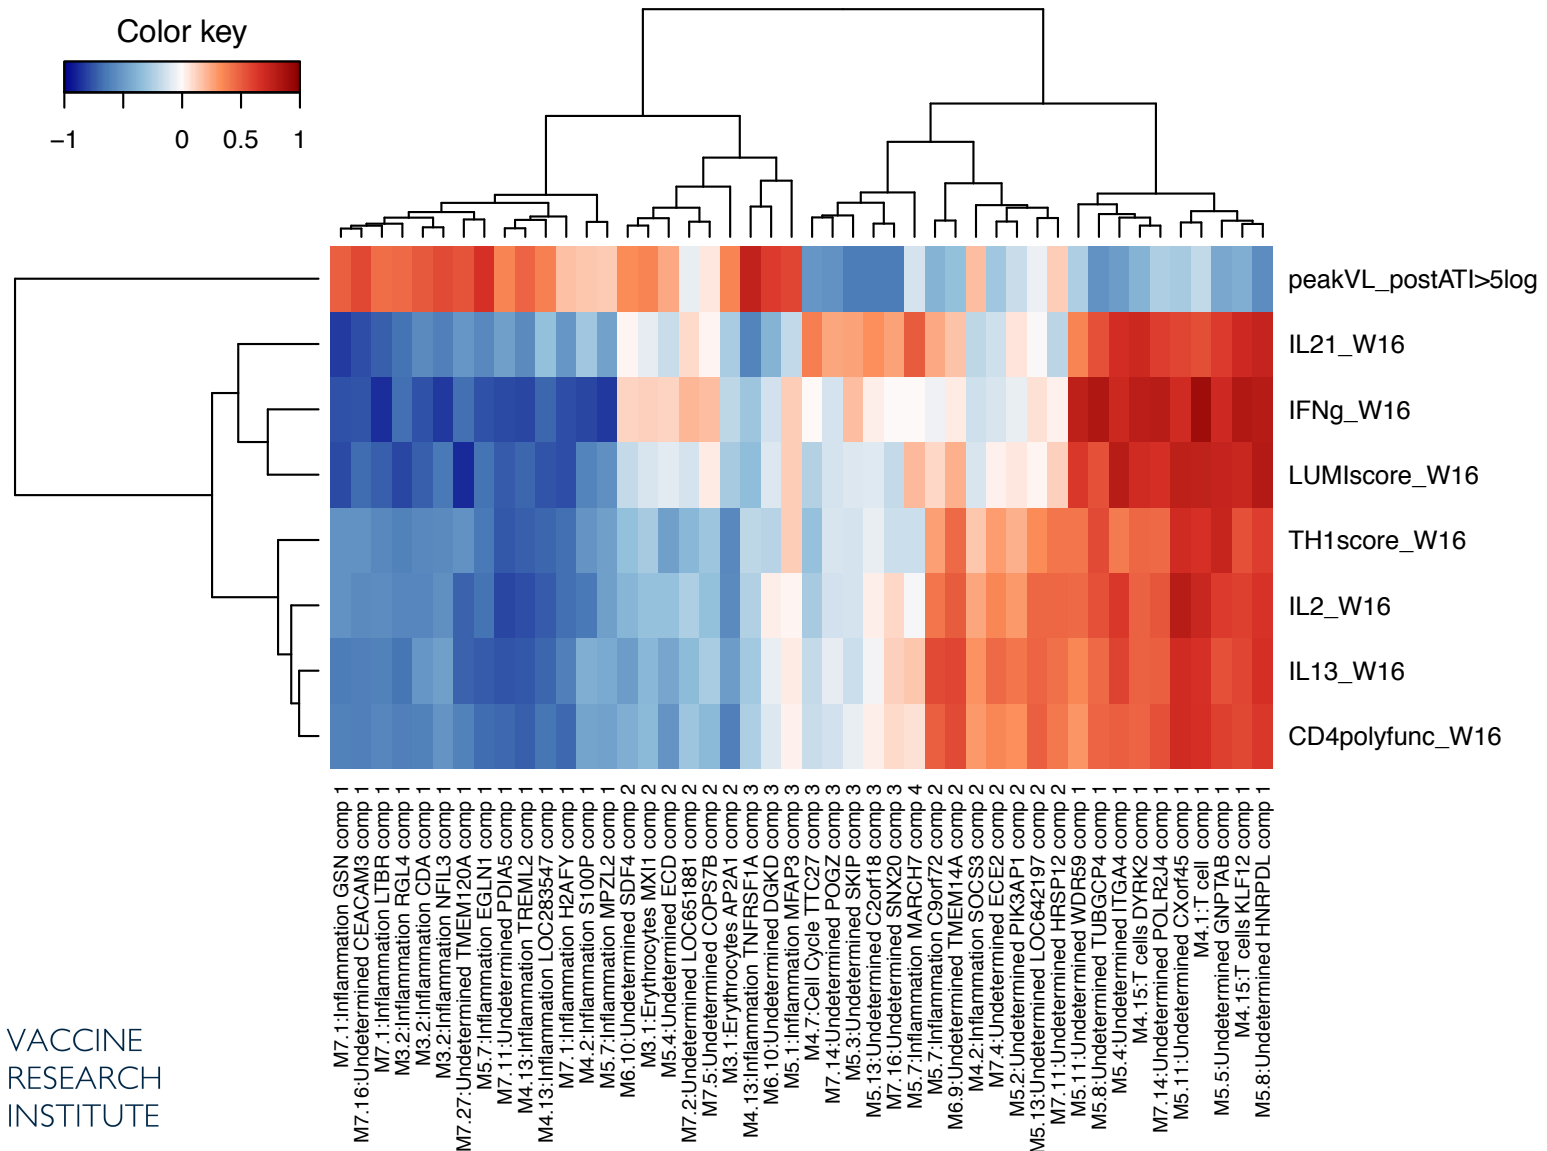 Color key
−1 0 0.5 1
peakVL_postATI>5log
IL21_W16
IFNg_W16
LUMIscore_W16
TH1score_W16
IL2_W16
IL13_W16
CD4polyfunc_W16
M7.1:Inflammation GSN comp 1
M7.16:Undetermined CEACAM3 comp 1
M7.1:Inflammation LTBR comp 1
M3.2:Inflammation RGL4 comp 1
M3.2:Inflammation CDA comp 1
M3.2:Inflammation NFIL3 comp 1
M7.27:Undetermined TMEM120A comp 1
M5.7:Inflammation EGLN1 comp 1
M7.11:Undetermined PDIA5 comp 1
M4.13:Inflammation TREML2 comp 1
M4.13:Inflammation LOC283547 comp 1
M7.1:Inflammation H2AFY comp 1
M4.2:Inflammation S100P comp 1
M5.7:Inflammation MPZL2 comp 1
M6.10:Undetermined SDF4 comp 2
M3.1:Erythrocytes MXI1 comp 2
M5.4:Undetermined ECD comp 2
M7.2:Undetermined LOC651881 comp 2
M7.5:Undetermined COPS7B comp 2
M3.1:Erythrocytes AP2A1 comp 2
M4.13:Inflammation TNFRSF1A comp 3
M6.10:Undetermined DGKD comp 3
M5.1:Inflammation MFAP3 comp 3
M4.7:Cell Cycle TTC27 comp 3
M7.14:Undetermined POGZ comp 3
M5.3:Undetermined SKIP comp 3
M5.13:Undetermined C2orf18 comp 3
M7.16:Undetermined SNX20 comp 3
M5.7:Inflammation MARCH7 comp 4
M5.7:Inflammation C9orf72 comp 2
M6.9:Undetermined TMEM14A comp 2
M4.2:Inflammation SOCS3 comp 2
M7.4:Undetermined ECE2 comp 2
M5.2:Undetermined PIK3AP1 comp 2
M5.13:Undetermined LOC642197 comp 2
M7.11:Undetermined HRSP12 comp 2
M5.11:Undetermined WDR59 comp 1
M5.8:Undetermined TUBGCP4 comp 1
M5.4:Undetermined ITGA4 comp 1
M4.15:T cells DYRK2 comp 1
M7.14:Undetermined POLR2J4 comp 1
M5.11:Undetermined CXorf45 comp 1
M4.1:T cell  comp 1
M5.5:Undetermined GNPTAB comp 1
M4.15:T cells KLF12 comp 1
M5.8:Undetermined HNRPDL comp 1
VACCINE
RESEARCH
INSTITUTE